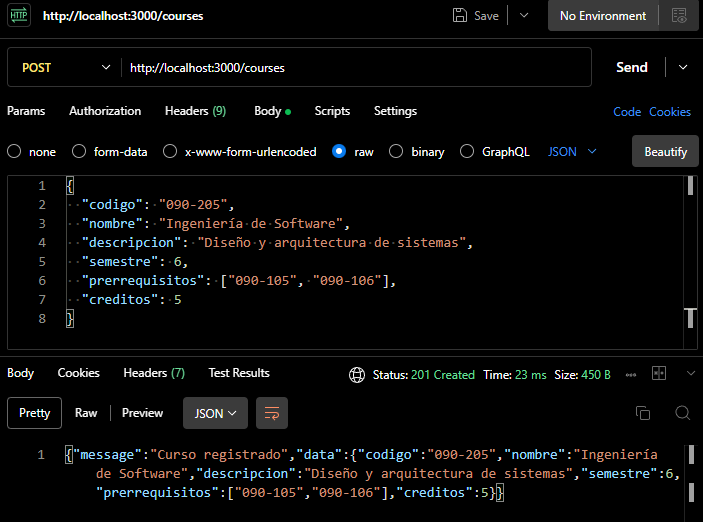 HTTP http://localhost:3000/courses Save No Environment
POST http://localhost:3000/courses Send
Params Authorization Headers (9) Body Scripts Settings Code Cookies
none form-data x-www-form-urlencoded raw binary GraphQL JSON Beautify
1 {
2 "codigo": "090-205",
3 "nombre": "Ingeniería de Software",
4 "descripcion": "Diseño y arquitectura de sistemas",
5 "semestre": 6,
6 "prerrequisitos": ["090-105", "090-106"],
7 "creditos": 5
8 }
Body Cookies Headers (7) Test Results Status: 201 Created Time: 23 ms Size: 450 B
Pretty Raw Preview JSON
1 {"message":"Curso registrado","data":{"codigo":"090-205","nombre":"Ingeniería
de Software","descripcion":"Diseño y arquitectura de sistemas","semestre":6,
"prerrequisitos":["090-105","090-106"],"creditos":5}}